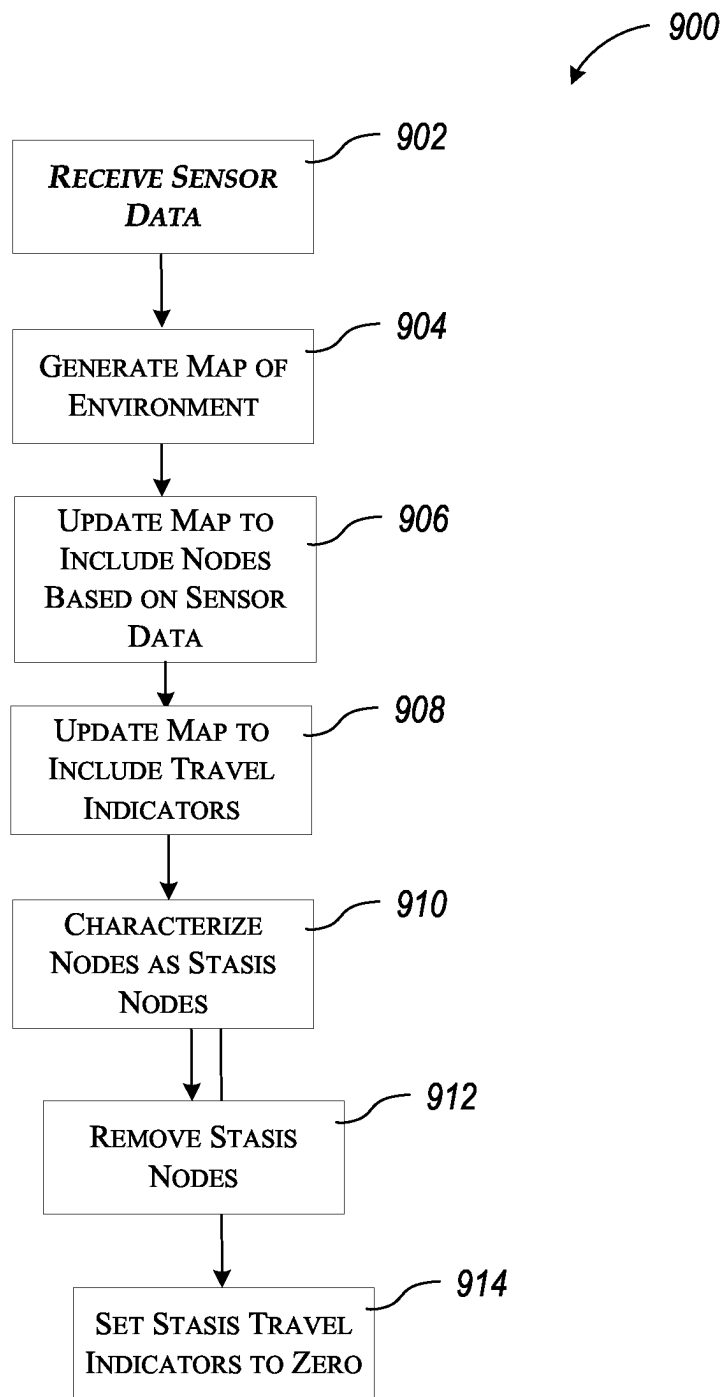 900
902
RECEIVE SENSOR
DATA
904
GENERATE MAP OF
ENVIRONMENT
906
UPDATE MAP TO
INCLUDE NODES
BASED ON SENSOR
DATA
908
UPDATE MAP TO
INCLUDE TRAVEL
INDICATORS
910
CHARACTERIZE
NODES AS STASIS
NODES
912
REMOVE STASIS
NODES
914
SET STASIS TRAVEL
INDICATORS TO ZERO